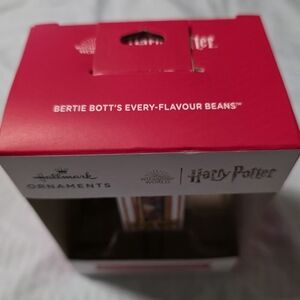 Harry Potter
BERTIE BOTT'S EVERY-FLAVOUR BEANS™
Hallmark
ORNAMENTS
WIZARDING
WORLD
Harry Potter